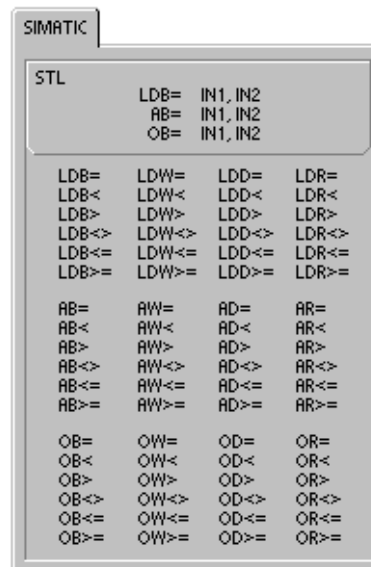 SIMATIC
STL
LDB= IN1, IN2
AB= IN1, IN2
OB= IN1, IN2
LDB= LDW= LDD= LDR=
LDB< LDW< LDD< LDR<
LDB> LDW> LDD> LDR>
LDB<> LDW<> LDD<> LDR<>
LDB<= LDW<= LDD<= LDR<=
LDB>= LDW>= LDD>= LDR>=
AB= AW= AD= AR=
AB< AW< AD< AR<
AB> AW> AD> AR>
AB<> AW<> AD<> AR<>
AB<= AW<= AD<= AR<=
AB>= AW>= AD>= AR>=
OB= OW= OD= OR=
OB< OW< OD< OR<
OB> OW> OD> OR>
OB<> OW<> OD<> OR<>
OB<= OW<= OD<= OR<=
OB>= OW>= OD>= OR>=